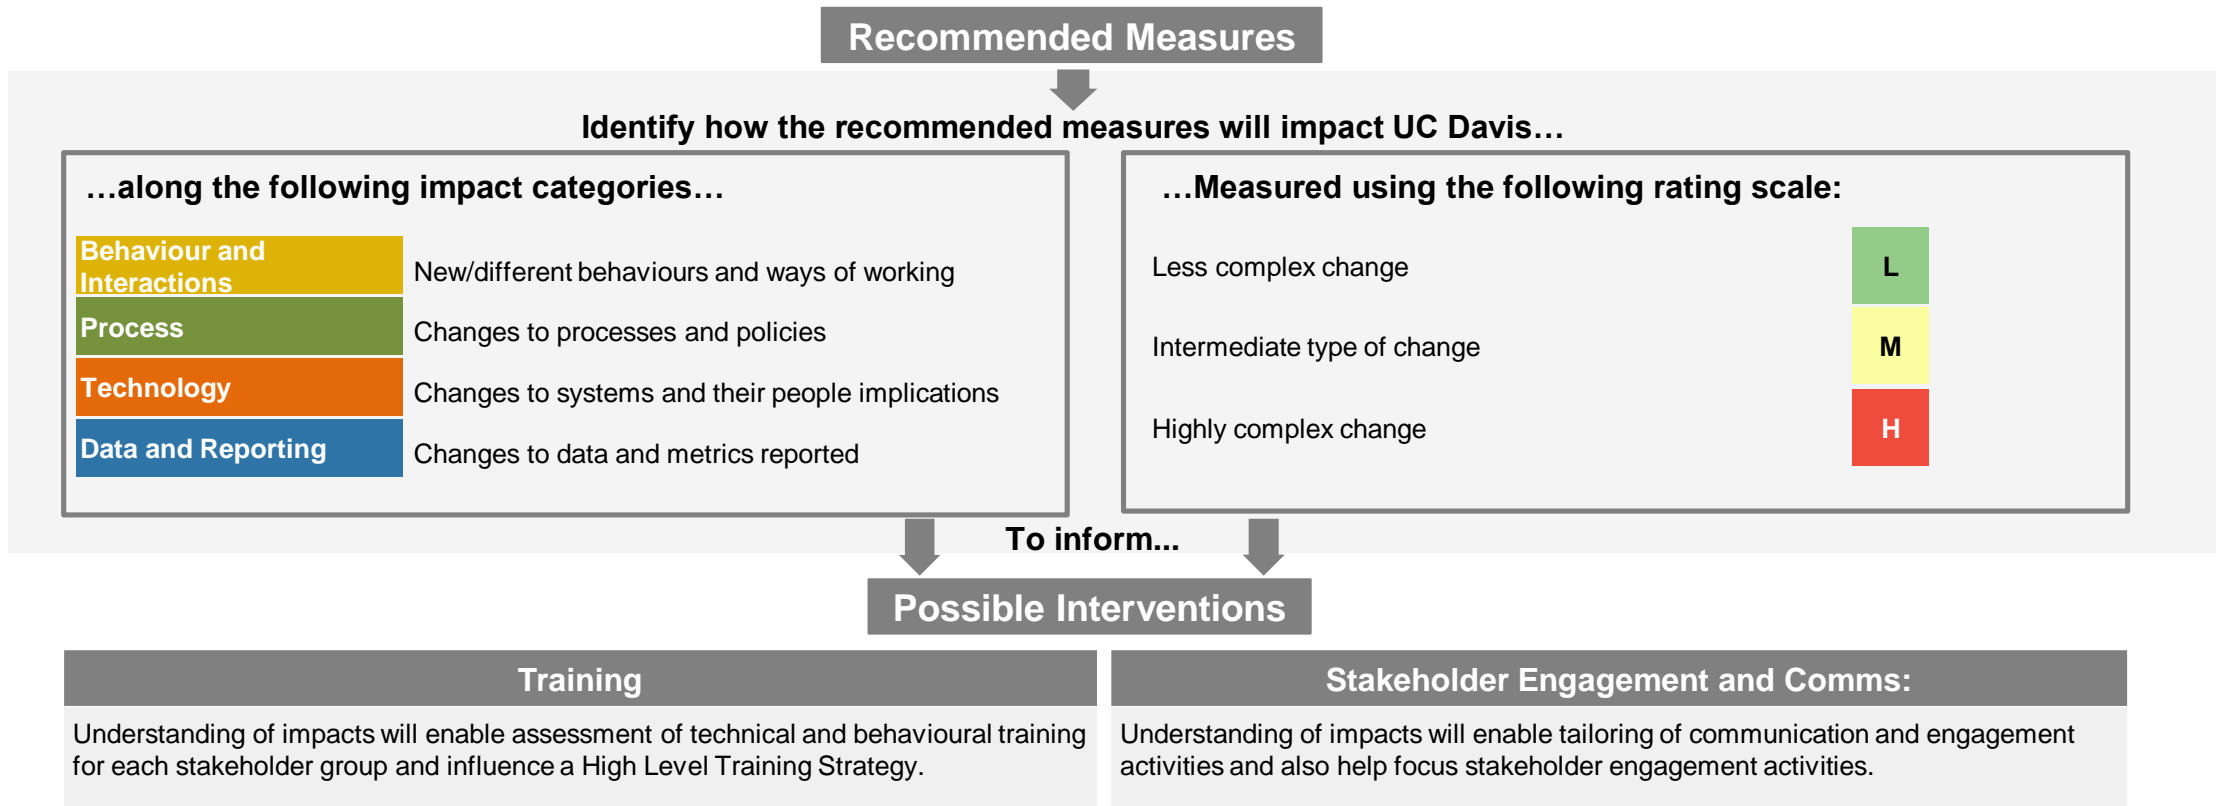 Recommended Measures
Identify how the recommended measures will impact UC Davis…
…along the following impact categories…
Behaviour and
Interactions
New/different behaviours and ways of working
Process
Changes to processes and policies
Technology
Changes to systems and their people implications
Data and Reporting
Changes to data and metrics reported
…Measured using the following rating scale:
Less complex change
L
Intermediate type of change
M
Highly complex change
H
To inform...
Possible Interventions
Training
Understanding of impacts will enable assessment of technical and behavioural training
for each stakeholder group and influence a High Level Training Strategy.
Stakeholder Engagement and Comms:
Understanding of impacts will enable tailoring of communication and engagement
activities and also help focus stakeholder engagement activities.